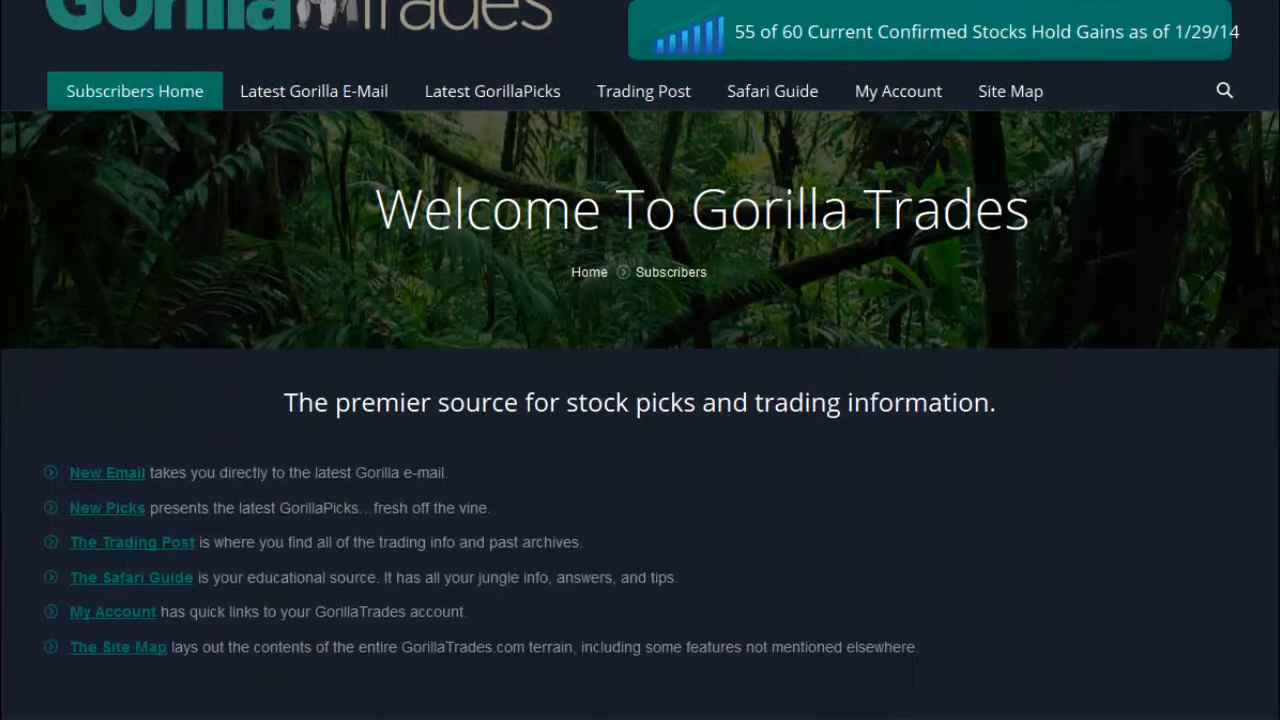 GorillaTrades
55 of 60 Current Confirmed Stocks Hold Gains as of 1/29/14
Subscribers Home Latest Gorilla E-Mail Latest GorillaPicks Trading Post Safari Guide My Account Site Map
Welcome To Gorilla Trades
Home Subscribers
The premier source for stock picks and trading information.
New Email takes you directly to the latest Gorilla e-mail.
New Picks presents the latest GorillaPicks...fresh off the vine.
The Trading Post is where you find all of the trading info and past archives.
The Safari Guide is your educational source. It has all your jungle info, answers, and tips.
My Account has quick links to your GorillaTrades account.
The Site Map lays out the contents of the entire GorillaTrades.com terrain, including some features not mentioned elsewhere.